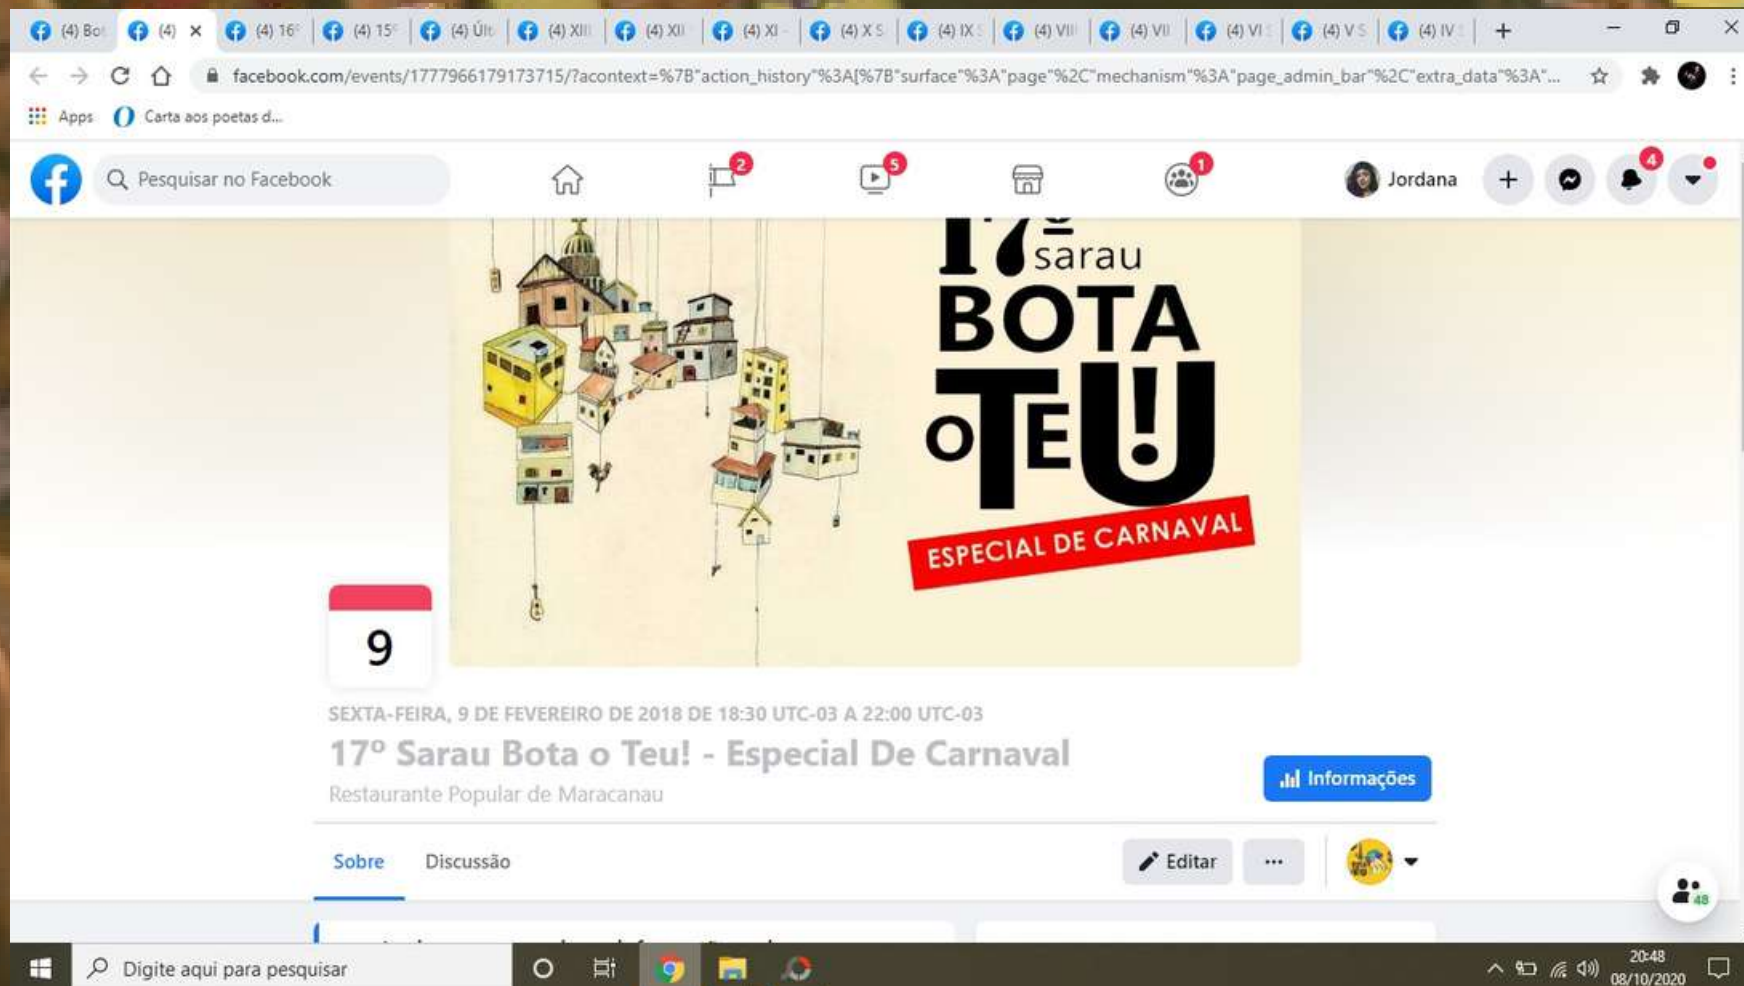 (4) Bo
(4)
(4) 16º
(4) 15º
(4) Últ
(4) XIII
(4) XII
(4) XI -
(4) X S
(4) IX S
(4) VIII
(4) VII
(4) VI S
(4) V S
(4) IV S
facebook.com/events/1777966179173715/?acontext=%7B"action_history"%3A[%7B"surface"%3A"page"%2C"mechanism"%3A"page_admin_bar"%2C"extra_data"%3A"...
Apps
Carta aos poetas d...
Pesquisar no Facebook
2
5
1
Jordana
4
17º
sarau
BOTA
O TEU!
ESPECIAL DE CARNAVAL
9
SEXTA-FEIRA, 9 DE FEVEREIRO DE 2018 DE 18:30 UTC-03 A 22:00 UTC-03
17º Sarau Bota o Teu! - Especial De Carnaval
Restaurante Popular de Maracanau
Informações
Sobre
Discussão
Editar
48
Digite aqui para pesquisar
20:48
08/10/2020